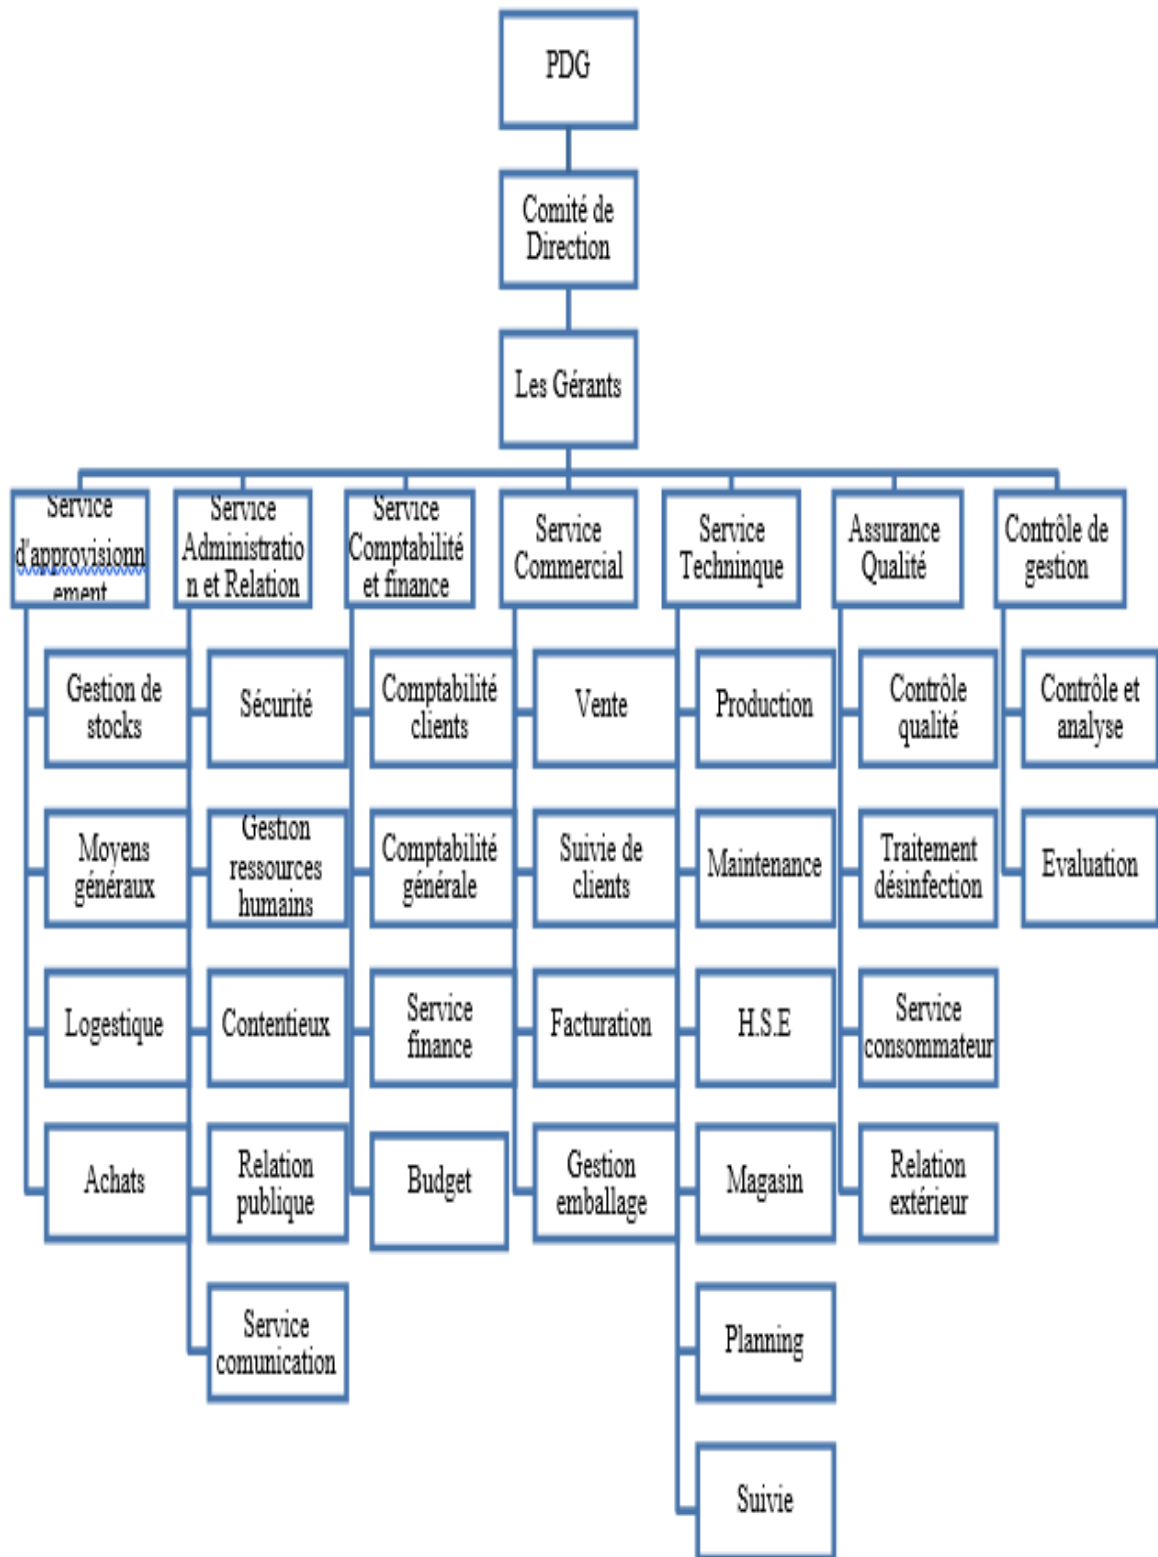 PDG
Comité de
Direction
Les Gérants
Service
d'approvisionn
ement
Service
Administratio
n et Relation
Service
Comptabilité
et finance
Service
Commercial
Service
Techninque
Assurance
Qualité
Contrôle de
gestion
Gestion de
stocks
Moyens
généraux
Logestique
Achats
Sécurité
Gestion
ressources
humains
Contentieux
Relation
publique
Service
comunication
Comptabilité
clients
Comptabilité
générale
Service
finance
Budget
Vente
Suivie de
clients
Facturation
Gestion
emballage
Production
Maintenance
H.S.E
Magasin
Planning
Suivie
Contrôle
qualité
Traitement
désinfection
Service
consommateur
Relation
extérieur
Contrôle et
analyse
Evaluation